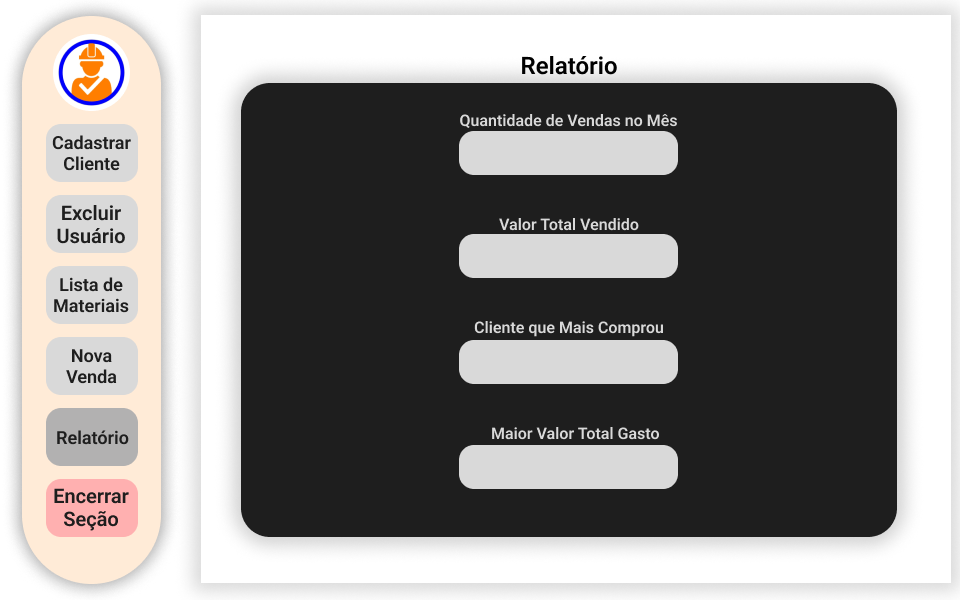 Cadastrar
Cliente
Excluir
Usuário
Lista de
Materiais
Nova
Venda
Relatório
Encerrar
Seção
Relatório
Quantidade de Vendas no Mês
Valor Total Vendido
Cliente que Mais Comprou
Maior Valor Total Gasto